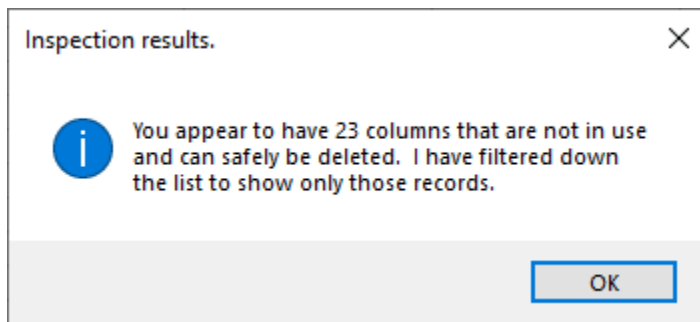 Inspection results.
You appear to have 23 columns that are not in use
and can safely be deleted.  I have filtered down
the list to show only those records.
OK